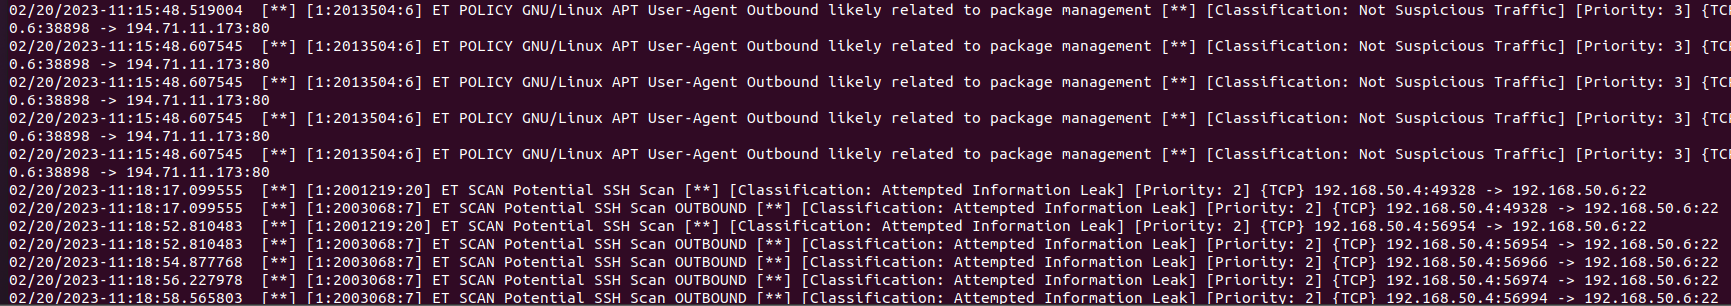 02/20/2023-11:15:48.519004  [**] [1:2013504:6] ET POLICY GNU/Linux APT User-Agent Outbound likely related to package management [**] [Classification: Not Suspicious Traffic] [Priority: 3] {TCP
0.6:38898 -> 194.71.11.173:80
02/20/2023-11:15:48.607545  [**] [1:2013504:6] ET POLICY GNU/Linux APT User-Agent Outbound likely related to package management [**] [Classification: Not Suspicious Traffic] [Priority: 3] {TCP
0.6:38898 -> 194.71.11.173:80
02/20/2023-11:15:48.607545  [**] [1:2013504:6] ET POLICY GNU/Linux APT User-Agent Outbound likely related to package management [**] [Classification: Not Suspicious Traffic] [Priority: 3] {TCP
0.6:38898 -> 194.71.11.173:80
02/20/2023-11:15:48.607545  [**] [1:2013504:6] ET POLICY GNU/Linux APT User-Agent Outbound likely related to package management [**] [Classification: Not Suspicious Traffic] [Priority: 3] {TCP
0.6:38898 -> 194.71.11.173:80
02/20/2023-11:15:48.607545  [**] [1:2013504:6] ET POLICY GNU/Linux APT User-Agent Outbound likely related to package management [**] [Classification: Not Suspicious Traffic] [Priority: 3] {TCP
0.6:38898 -> 194.71.11.173:80
02/20/2023-11:18:17.099555  [**] [1:2001219:20] ET SCAN Potential SSH Scan [**] [Classification: Attempted Information Leak] [Priority: 2] {TCP} 192.168.50.4:49328 -> 192.168.50.6:22
02/20/2023-11:18:17.099555  [**] [1:2003068:7] ET SCAN Potential SSH Scan OUTBOUND [**] [Classification: Attempted Information Leak] [Priority: 2] {TCP} 192.168.50.4:49328 -> 192.168.50.6:22
02/20/2023-11:18:52.810483  [**] [1:2001219:20] ET SCAN Potential SSH Scan [**] [Classification: Attempted Information Leak] [Priority: 2] {TCP} 192.168.50.4:56954 -> 192.168.50.6:22
02/20/2023-11:18:52.810483  [**] [1:2003068:7] ET SCAN Potential SSH Scan OUTBOUND [**] [Classification: Attempted Information Leak] [Priority: 2] {TCP} 192.168.50.4:56954 -> 192.168.50.6:22
02/20/2023-11:18:54.877768  [**] [1:2003068:7] ET SCAN Potential SSH Scan OUTBOUND [**] [Classification: Attempted Information Leak] [Priority: 2] {TCP} 192.168.50.4:56966 -> 192.168.50.6:22
02/20/2023-11:18:56.227978  [**] [1:2003068:7] ET SCAN Potential SSH Scan OUTBOUND [**] [Classification: Attempted Information Leak] [Priority: 2] {TCP} 192.168.50.4:56974 -> 192.168.50.6:22
02/20/2023-11:18:58.565803  [**] [1:2003068:7] ET SCAN Potential SSH Scan OUTBOUND [**] [Classification: Attempted Information Leak] [Priority: 2] {TCP} 192.168.50.4:56994 -> 192.168.50.6:22